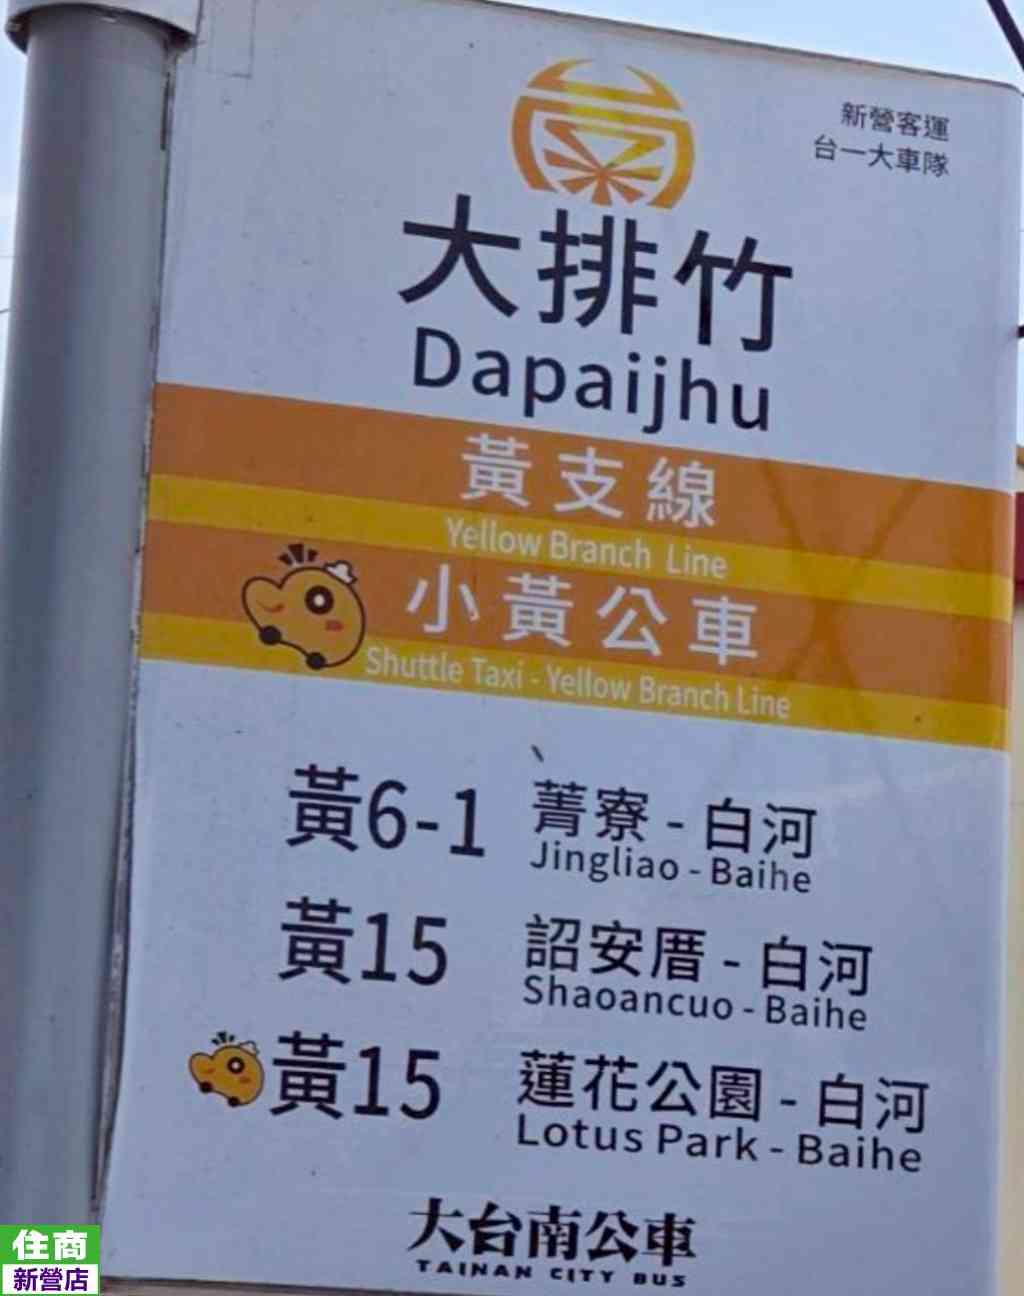 新營客運
台一大車隊
大排竹
Dapaijhu
黃支線
Yellow Branch Line
小黃公車
Shuttle Taxi - Yellow Branch Line
黃6-1 菁寮 - 白河
Jingliao - Baihe
黃15 詔安厝 - 白河
Shaoancuo - Baihe
黃15 蓮花公園 - 白河
Lotus Park - Baihe
大台南公車
TAINAN CITY BUS
住商
新營店